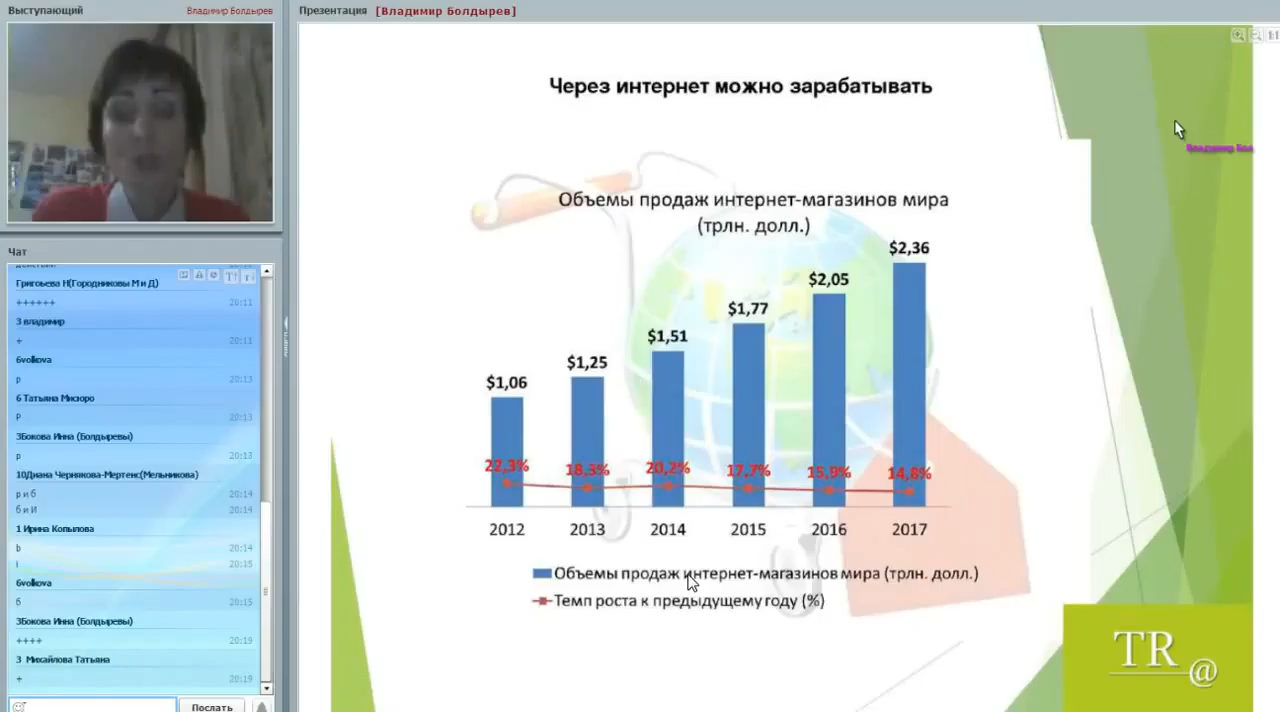 Выступающий
Владимир Болдырев
Презентация [Владимир Болдырев]
Через интернет можно зарабатывать
Владимир Бол
Объемы продаж интернет-магазинов мира
(трлн. долл.)
$1,06
$1,25
$1,51
$1,77
$2,05
$2,36
22,3%
18,3%
20,2%
17,7%
15,9%
14,8%
2012
2013
2014
2015
2016
2017
Объемы продаж интернет-магазинов мира (трлн. долл.)
Темп роста к предыдущему году (%)
TR
@
Чат
Григоьева Н(Городниковы М и Д)
++++++ 20:11
3 владимир
+ 20:11
6volkova
р 20:13
6 Татьяна Мисюро
Р 20:13
3Бокова Инна (Болдыревы)
р 20:13
10Диана Чернякова-Мертенс(Мельникова)
р и б 20:14
б и И 20:14
1 Ирина Копылова
b 20:14
20:15
6volkova
б 20:15
3Бокова Инна (Болдыревы)
++++ 20:19
3 Михайлова Татьяна
+ 20:19
Послать